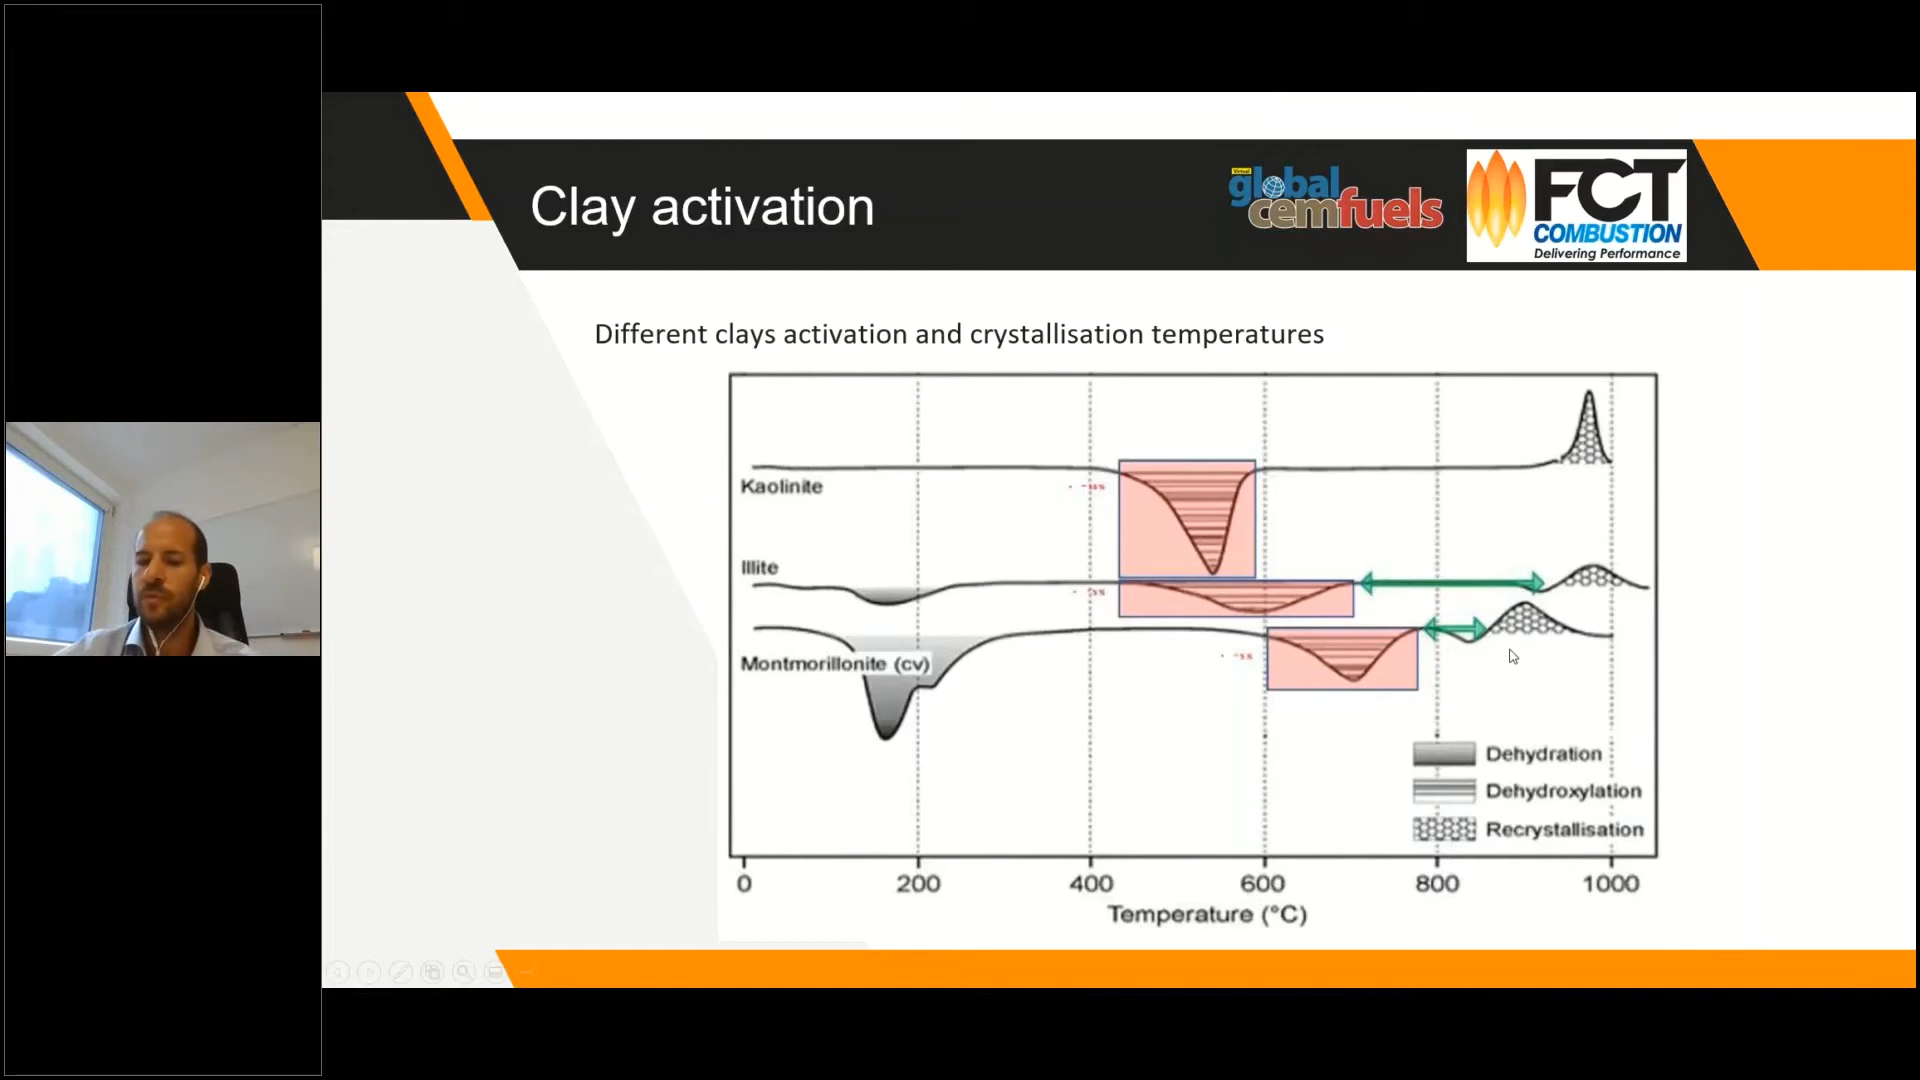 Clay activation
Virtual
global
cemfuels
FCT
COMBUSTION
Delivering Performance
Different clays activation and crystallisation temperatures
Kaolinite
Illite
Montmorillonite (cv)
Dehydration
Dehydroxylation
Recrystallisation
0 200 400 600 800 1000
Temperature (°C)